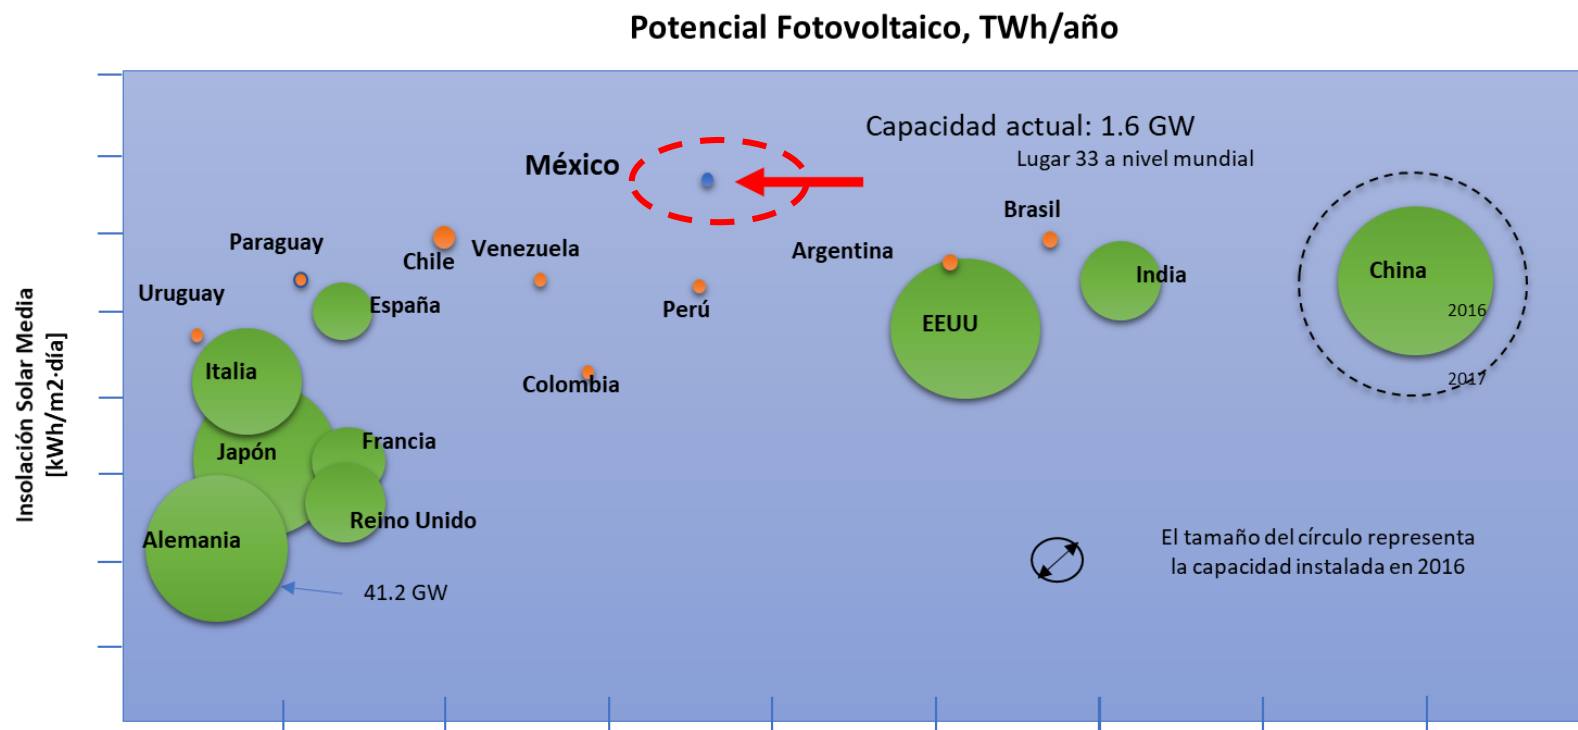 Potencial Fotovoltaico, TWh/año
Capacidad actual: 1.6 GW
Lugar 33 a nivel mundial
México
Brasil
Paraguay
Chile
Venezuela
Argentina
Uruguay
España
Perú
India
China
2016
EEUU
Italia
Colombia
2017
Insolación Solar Media
[kWh/m2·día]
Japón
Francia
Reino Unido
Alemania
41.2 GW
El tamaño del círculo representa
la capacidad instalada en 2016